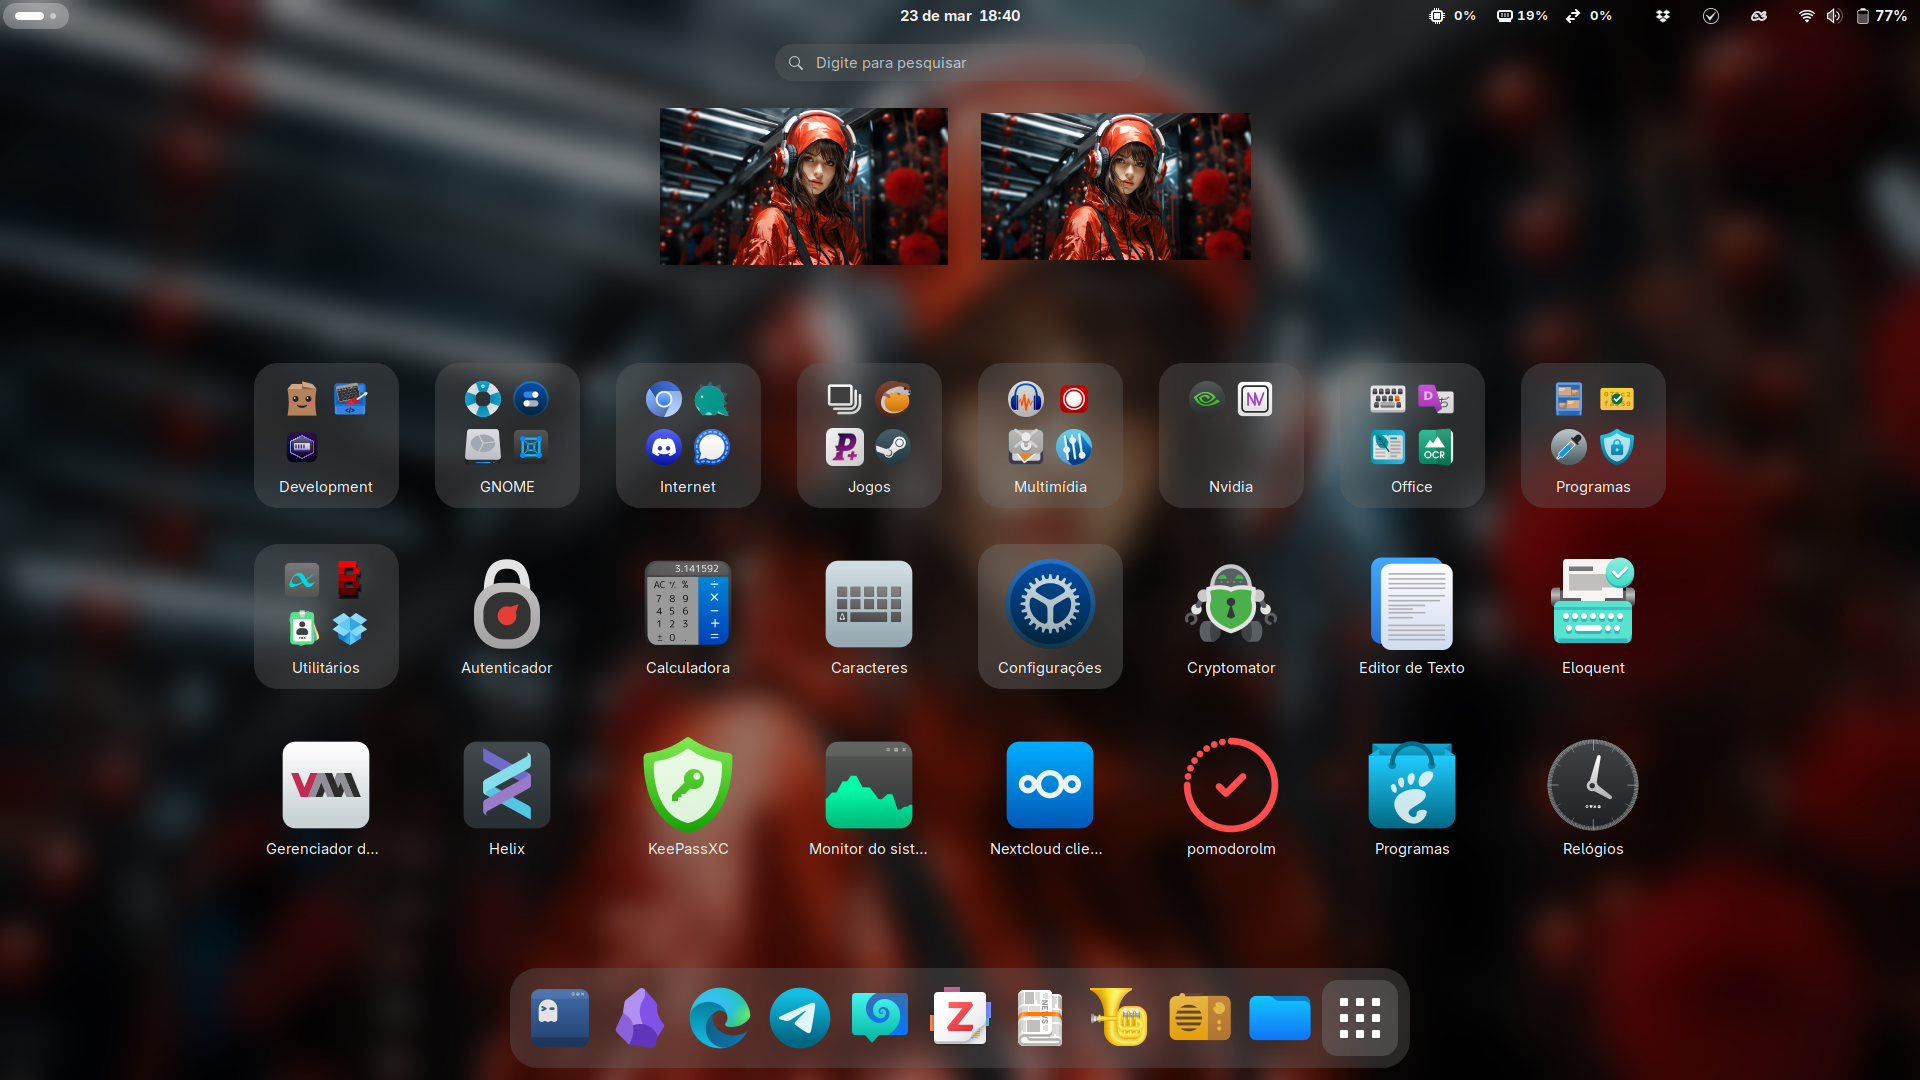 23 de mar 18:40
0%
19%
0%
77%
Digite para pesquisar
Development
GNOME
Internet
Jogos
Multimídia
Nvidia
Office
Programas
OCR
3.141592
AC +⁄- % ÷
7 8 9 ×
4 5 6 −
1 2 3 +
± 0 . =
Utilitários
Autenticador
Calculadora
Caracteres
Configurações
Cryptomator
Editor de Texto
Eloquent
Gerenciador d...
Helix
KeePassXC
Monitor do sist...
Nextcloud clie...
pomodorolm
Programas
Relógios
Z
NEWS